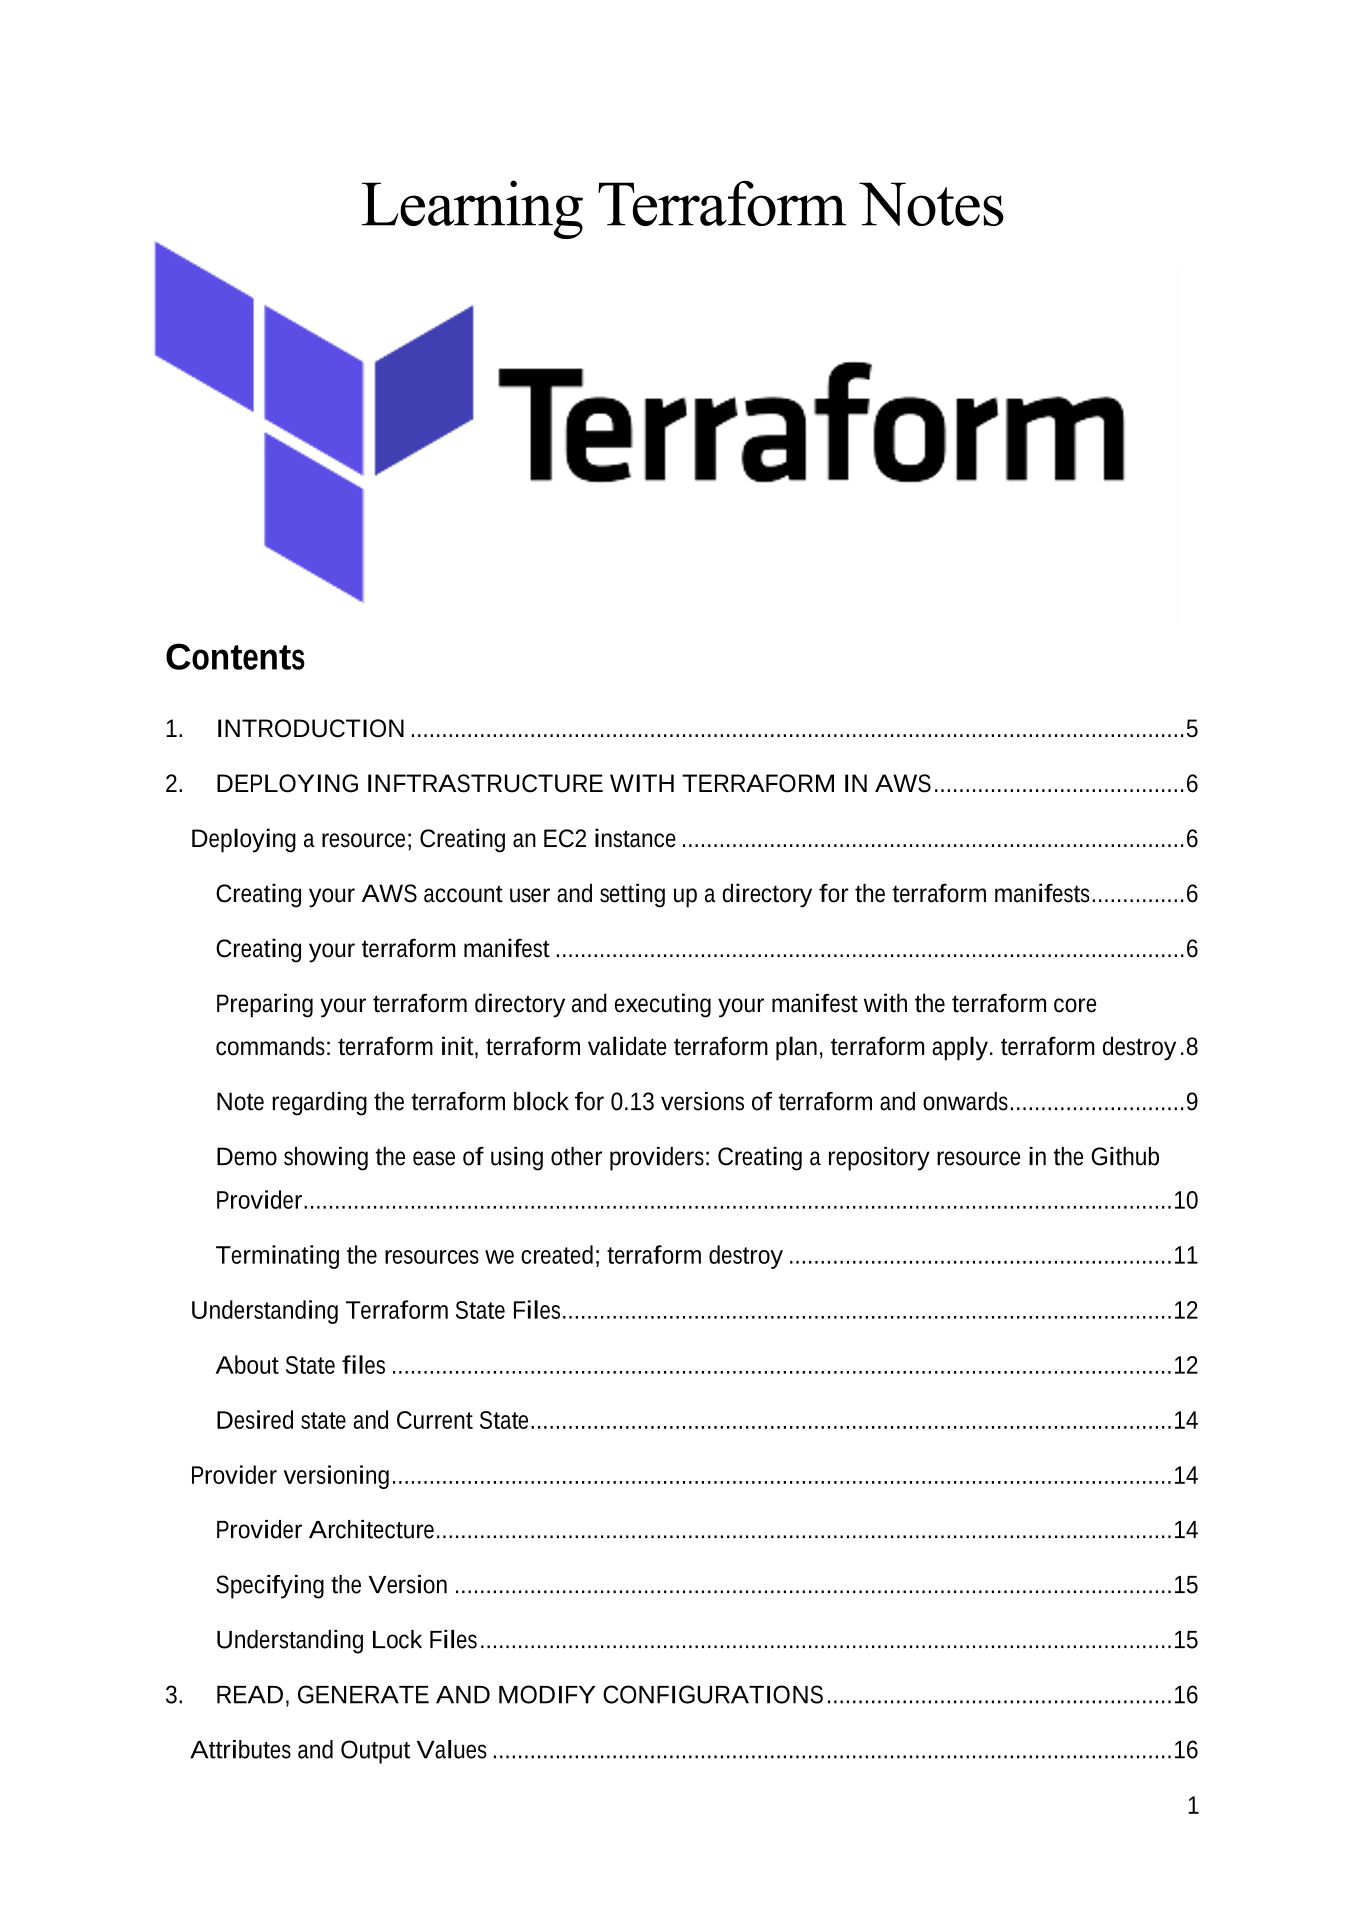 Learning Terraform Notes
Terraform
Contents
1. INTRODUCTION ........................................................................................................................5
2. DEPLOYING INFTRASTRUCTURE WITH TERRAFORM IN AWS........................................6
Deploying a resource; Creating an EC2 instance ................................................................................6
Creating your AWS account user and setting up a directory for the terraform manifests...............6
Creating your terraform manifest ....................................................................................................6
Preparing your terraform directory and executing your manifest with the terraform core
commands: terraform init, terraform validate terraform plan, terraform apply. terraform destroy.8
Note regarding the terraform block for 0.13 versions of terraform and onwards............................9
Demo showing the ease of using other providers: Creating a repository resource in the Github
Provider...........................................................................................................................................10
Terminating the resources we created; terraform destroy .............................................................11
Understanding Terraform State Files.................................................................................................12
About State files .............................................................................................................................12
Desired state and Current State......................................................................................................14
Provider versioning............................................................................................................................14
Provider Architecture.....................................................................................................................14
Specifying the Version ..................................................................................................................15
Understanding Lock Files..............................................................................................................15
3. READ, GENERATE AND MODIFY CONFIGURATIONS.......................................................16
Attributes and Output Values ............................................................................................................16
1